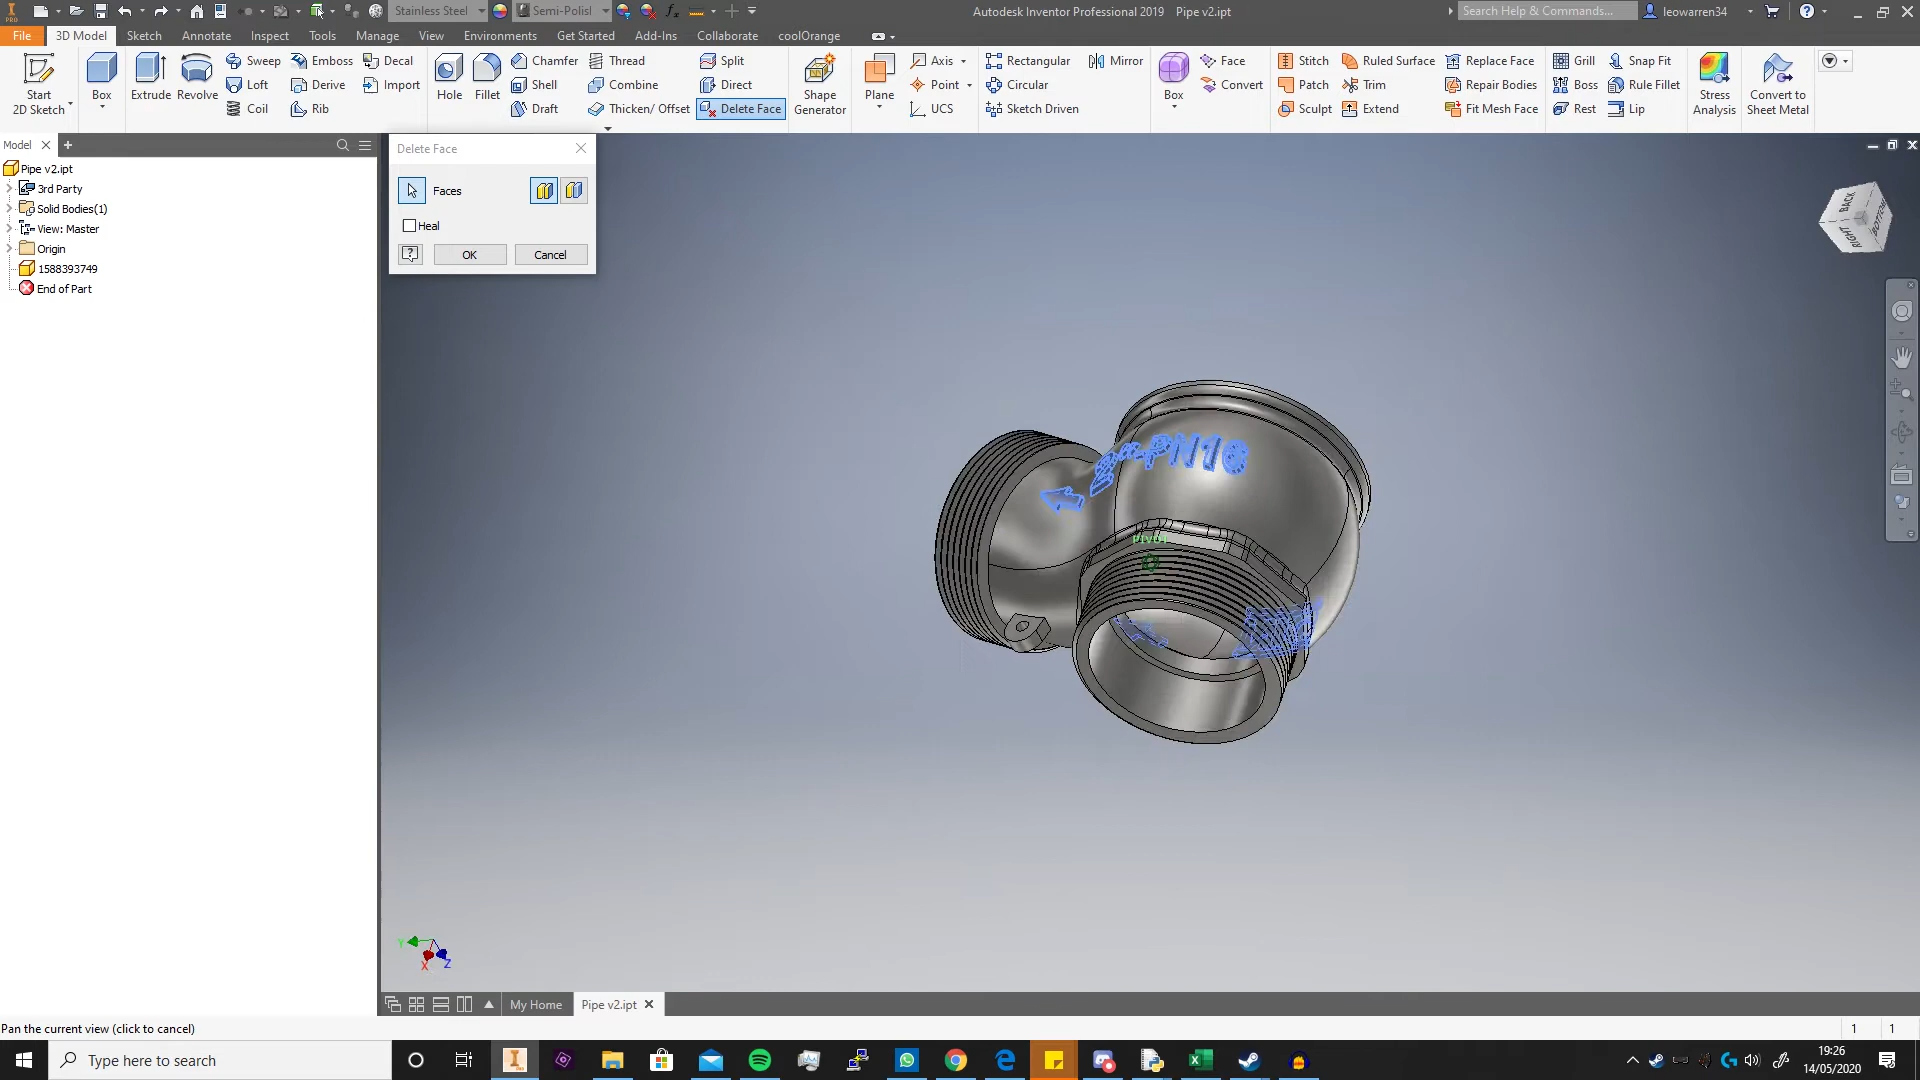 PRO
Stainless Steel
Semi-Polisl
Autodesk Inventor Professional 2019 Pipe v2.ipt
Search Help & Commands...
leowarren34
File
3D Model
Sketch
Annotate
Inspect
Tools
Manage
View
Environments
Get Started
Add-Ins
Collaborate
coolOrange
Start
2D Sketch
Box
Extrude
Revolve
Sweep
Loft
Coil
Emboss
Derive
Rib
Decal
Import
Hole
Fillet
Chamfer
Shell
Draft
Thread
Combine
Thicken/ Offset
Split
Direct
Delete Face
Shape
Generator
Plane
Axis
Point
UCS
Rectangular
Circular
Sketch Driven
Mirror
Box
Face
Convert
Stitch
Patch
Sculpt
Ruled Surface
Trim
Extend
Replace Face
Repair Bodies
Fit Mesh Face
Grill
Boss
Rest
Snap Fit
Rule Fillet
Lip
Stress
Analysis
Convert to
Sheet Metal
Model
Pipe v2.ipt
3rd Party
Solid Bodies(1)
View: Master
Origin
1588393749
End of Part
Delete Face
Faces
Heal
OK
Cancel
BACK
RIGHT
BOTTOM
PN16
PIVOT
Y
X
Z
My Home
Pipe v2.ipt
Pan the current view (click to cancel)
1
1
Type here to search
19:26
14/05/2020